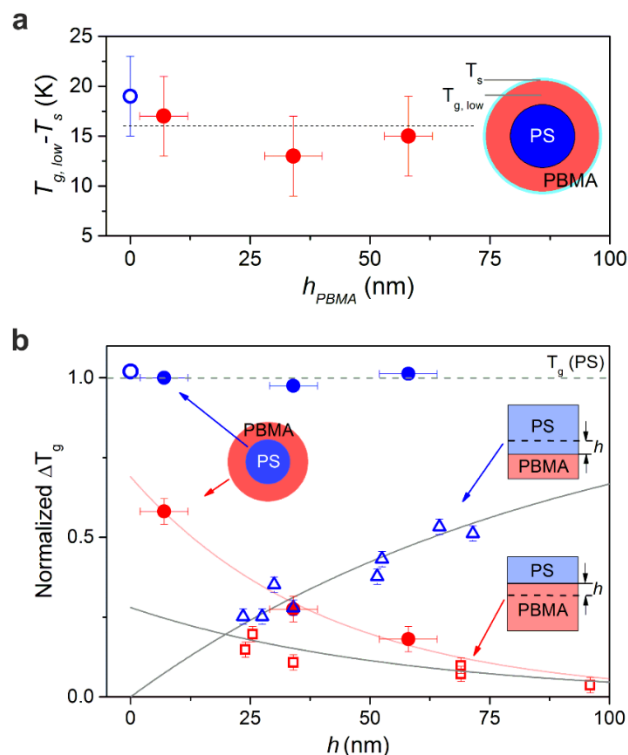 a
T_g, low-T_s (K)
25
20
15
10
5
0
25
50
75
100
h_PBMA (nm)
T_s
T_g, low
PS
PBMA
b
Normalized ΔT_g
1.0
0.5
0.0
T_g (PS)
PBMA
PS
PS
PBMA
h
PS
PBMA
h
0
25
50
75
100
h (nm)